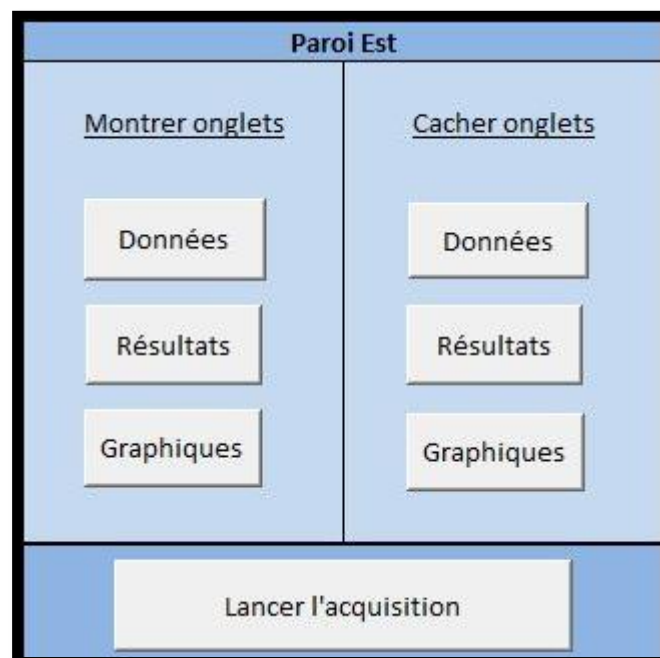 Paroi Est
Montrer onglets
Données
Résultats
Graphiques
Cacher onglets
Données
Résultats
Graphiques
Lancer l'acquisition